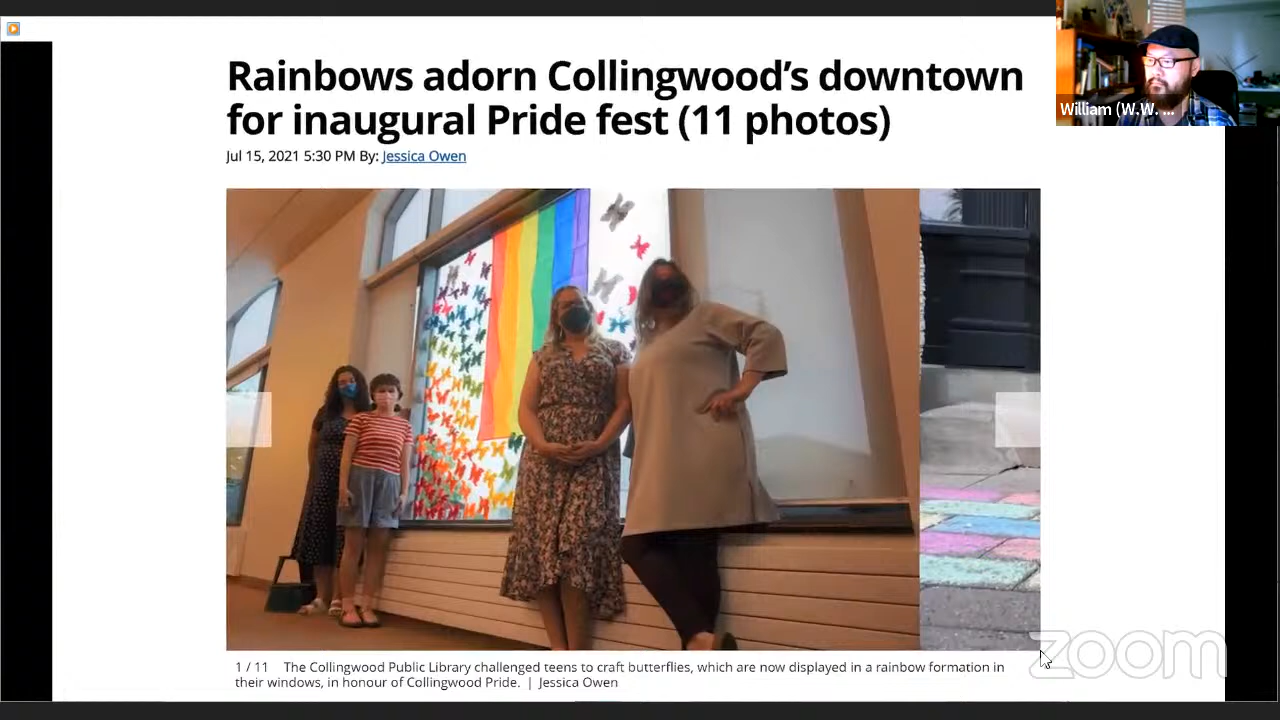 Rainbows adorn Collingwood's downtown
for inaugural Pride fest (11 photos)
Jul 15, 2021 5:30 PM By: Jessica Owen
William (W.W. ...
1 / 11 The Collingwood Public Library challenged teens to craft butterflies, which are now displayed in a rainbow formation in
their windows, in honour of Collingwood Pride. | Jessica Owen
zoom